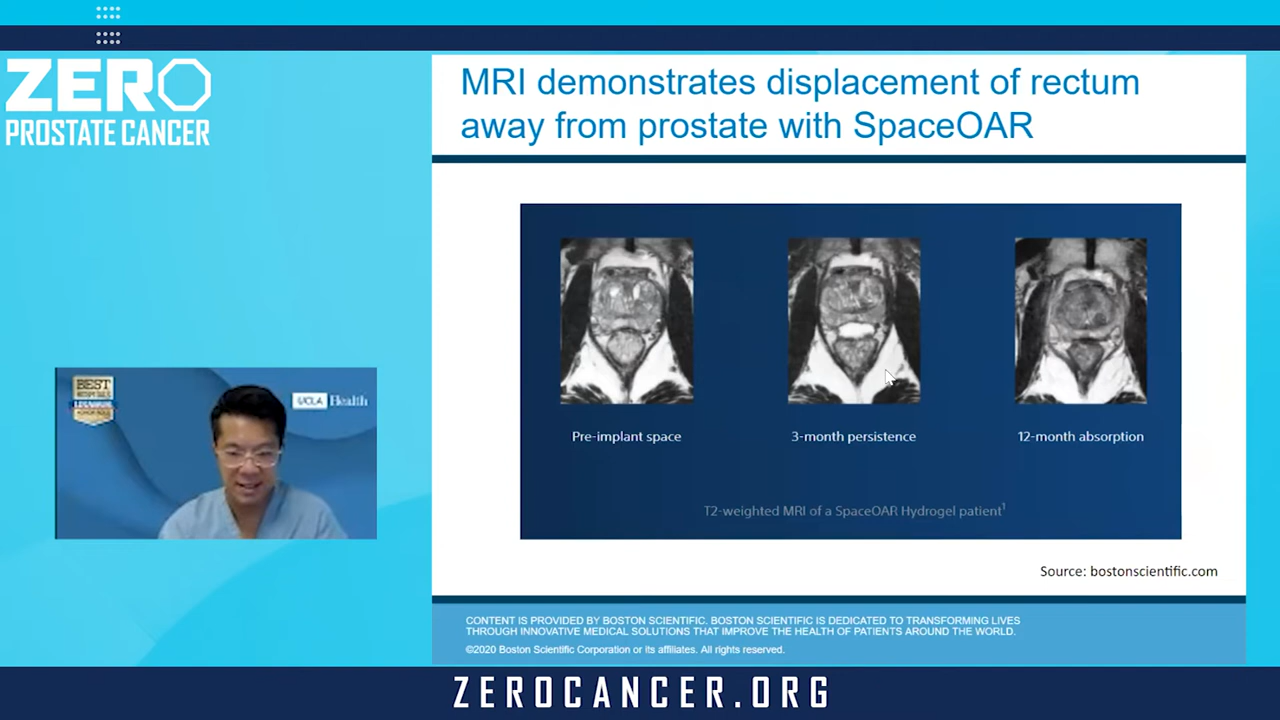 ZERO
PROSTATE CANCER
MRI demonstrates displacement of rectum
away from prostate with SpaceOAR
Pre-implant space
3-month persistence
12-month absorption
T2-weighted MRI of a SpaceOAR Hydrogel patient1
Source: bostonscientific.com
BEST
HOSPITALS
UCLA Health
CONTENT IS PROVIDED BY BOSTON SCIENTIFIC. BOSTON SCIENTIFIC IS DEDICATED TO TRANSFORMING LIVES
THROUGH INNOVATIVE MEDICAL SOLUTIONS THAT IMPROVE THE HEALTH OF PATIENTS AROUND THE WORLD.
©2020 Boston Scientific Corporation or its affiliates. All rights reserved.
ZEROCANCER.ORG